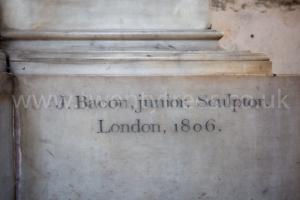 J. Bacon, junior, Sculptor.
London, 1806.